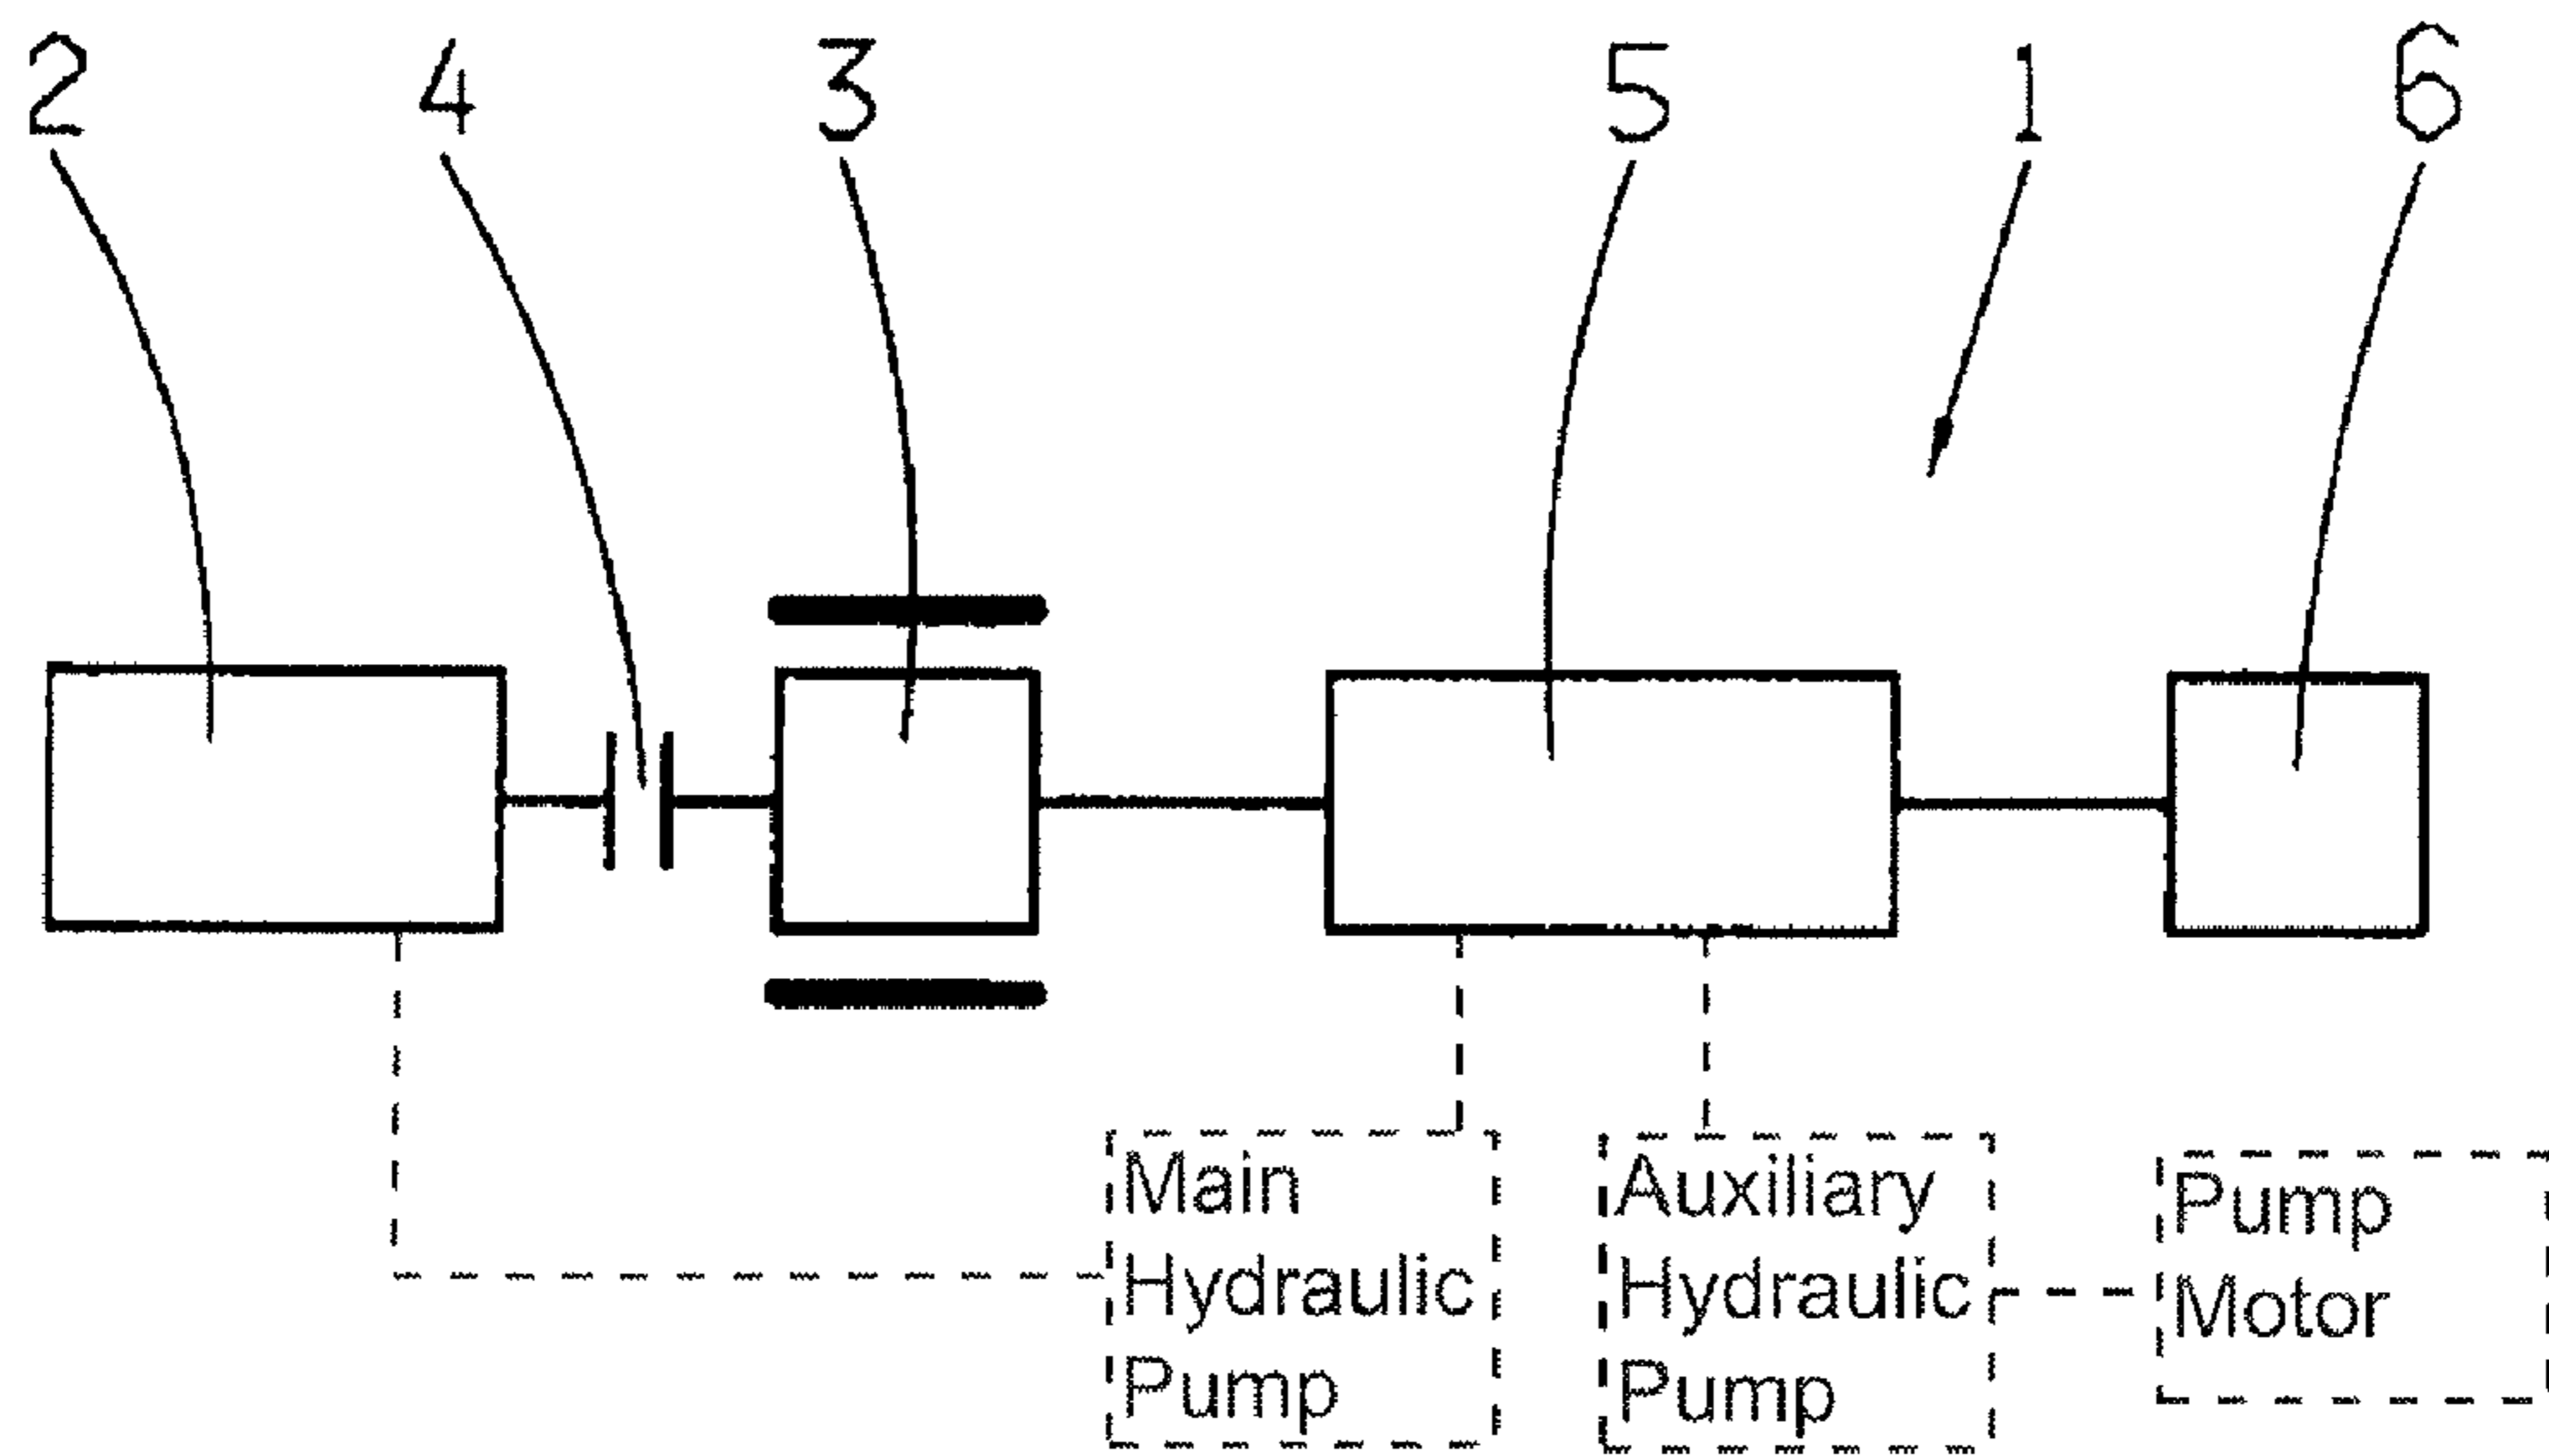 2 4 3 5 1 6
Main
Hydraulic
Pump
Auxiliary
Hydraulic
Pump
Pump
Motor